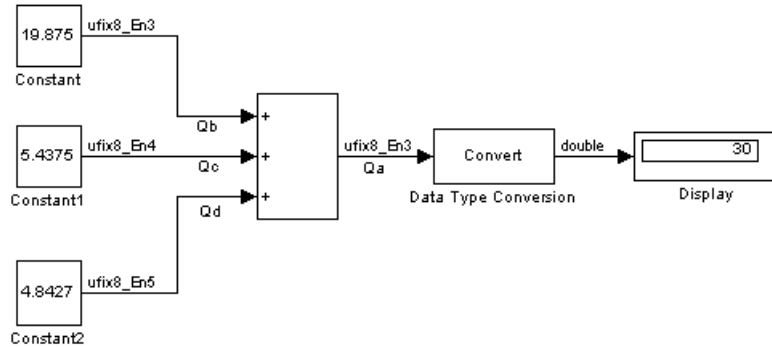 19.875
ufix8_En3
Constant
Qb
+
5.4375
ufix8_En4
Constant1
Qc
+
ufix8_En3
Qa
Convert
Data Type Conversion
double
30
Display
Qd
+
4.8427
ufix8_En5
Constant2